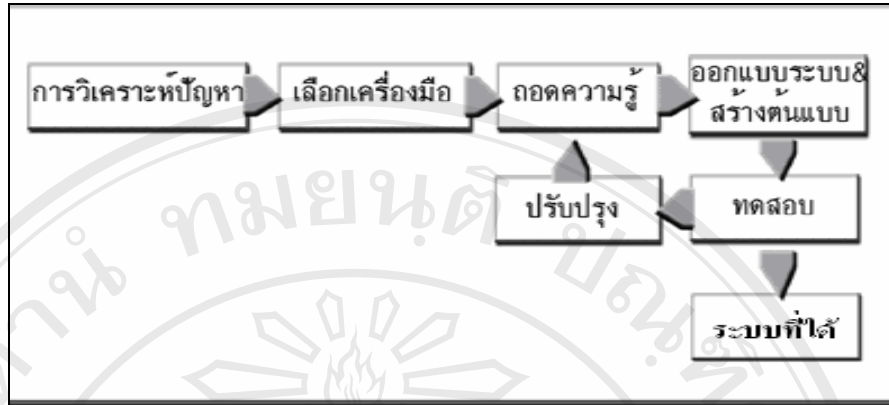 การวิเคราะห์ปัญหา
เลือกเครื่องมือ
ถอดความรู้
ออกแบบระบบ&
สร้างต้นแบบ
ปรับปรุง
ทดสอบ
ระบบที่ได้